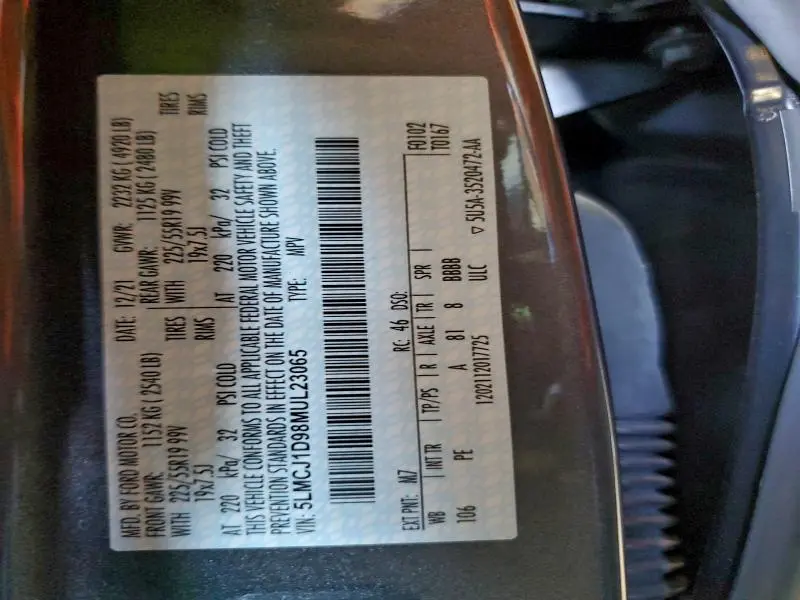 MFD. BY FORD MOTOR CO.
DATE: 12/21 GVWR: 2232 KG ( 4920 LB)
FRONT GAWR: 1152 KG ( 2540 LB) REAR GAWR: 1125 KG ( 2480 LB)
WITH 225/55R19 99V TIRES WITH 225/55R19 99V TIRES
19x7.5J RIMS 19x7.5J RIMS
AT 220 kPa/ 32 PSI COLD AT 220 kPa/ 32 PSI COLD
THIS VEHICLE CONFORMS TO ALL APPLICABLE FEDERAL MOTOR VEHICLE SAFETY AND THEFT
PREVENTION STANDARDS IN EFFECT ON THE DATE OF MANUFACTURE SHOWN ABOVE.
VIN: 5LMCJ1D98MUL23065 TYPE: MPV
EXT PNT: M7 RC: 46 DSO: F0102
WB INT TR TP/PS R AXLE TR SPR T0167
106 PE A 81 8 BBBB
1202112017725 ULC ▽ 5U5A-3520472-AA